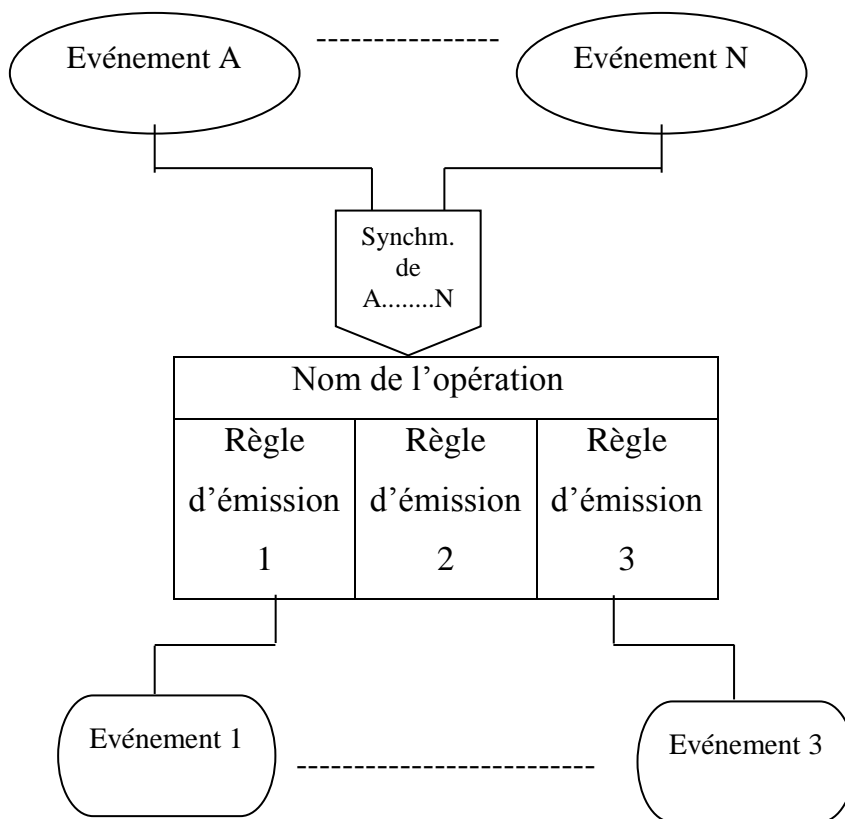 Evénement A
Evénement N
Synchm.
de
A........N
Nom de l’opération
Règle
d’émission
1
Règle
d’émission
2
Règle
d’émission
3
Evénement 1
Evénement 3